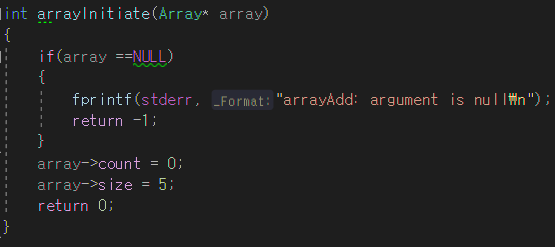 int arrayInitiate(Array* array)
{
if(array ==NULL)
{
fprintf(stderr, _Format:"arrayAdd: argument is null₩n");
return -1;
}
array->count = 0;
array->size = 5;
return 0;
}